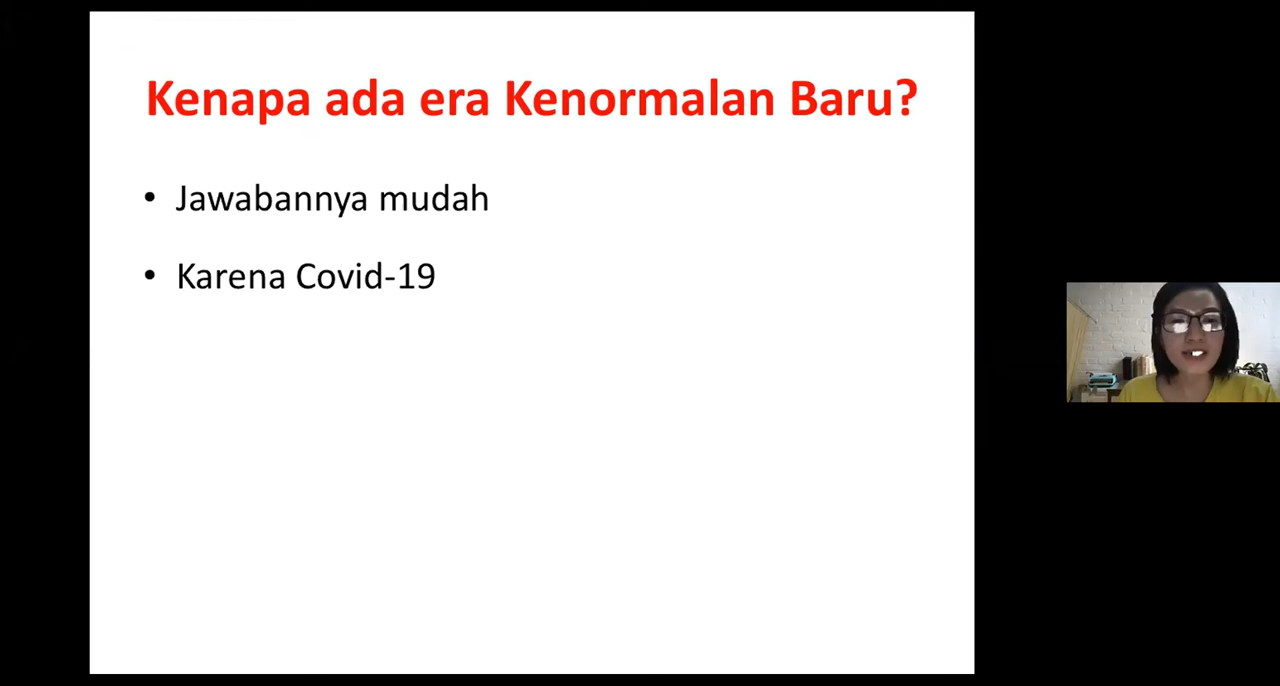 Kenapa ada era Kenormalan Baru?
• Jawabannya mudah
• Karena Covid-19